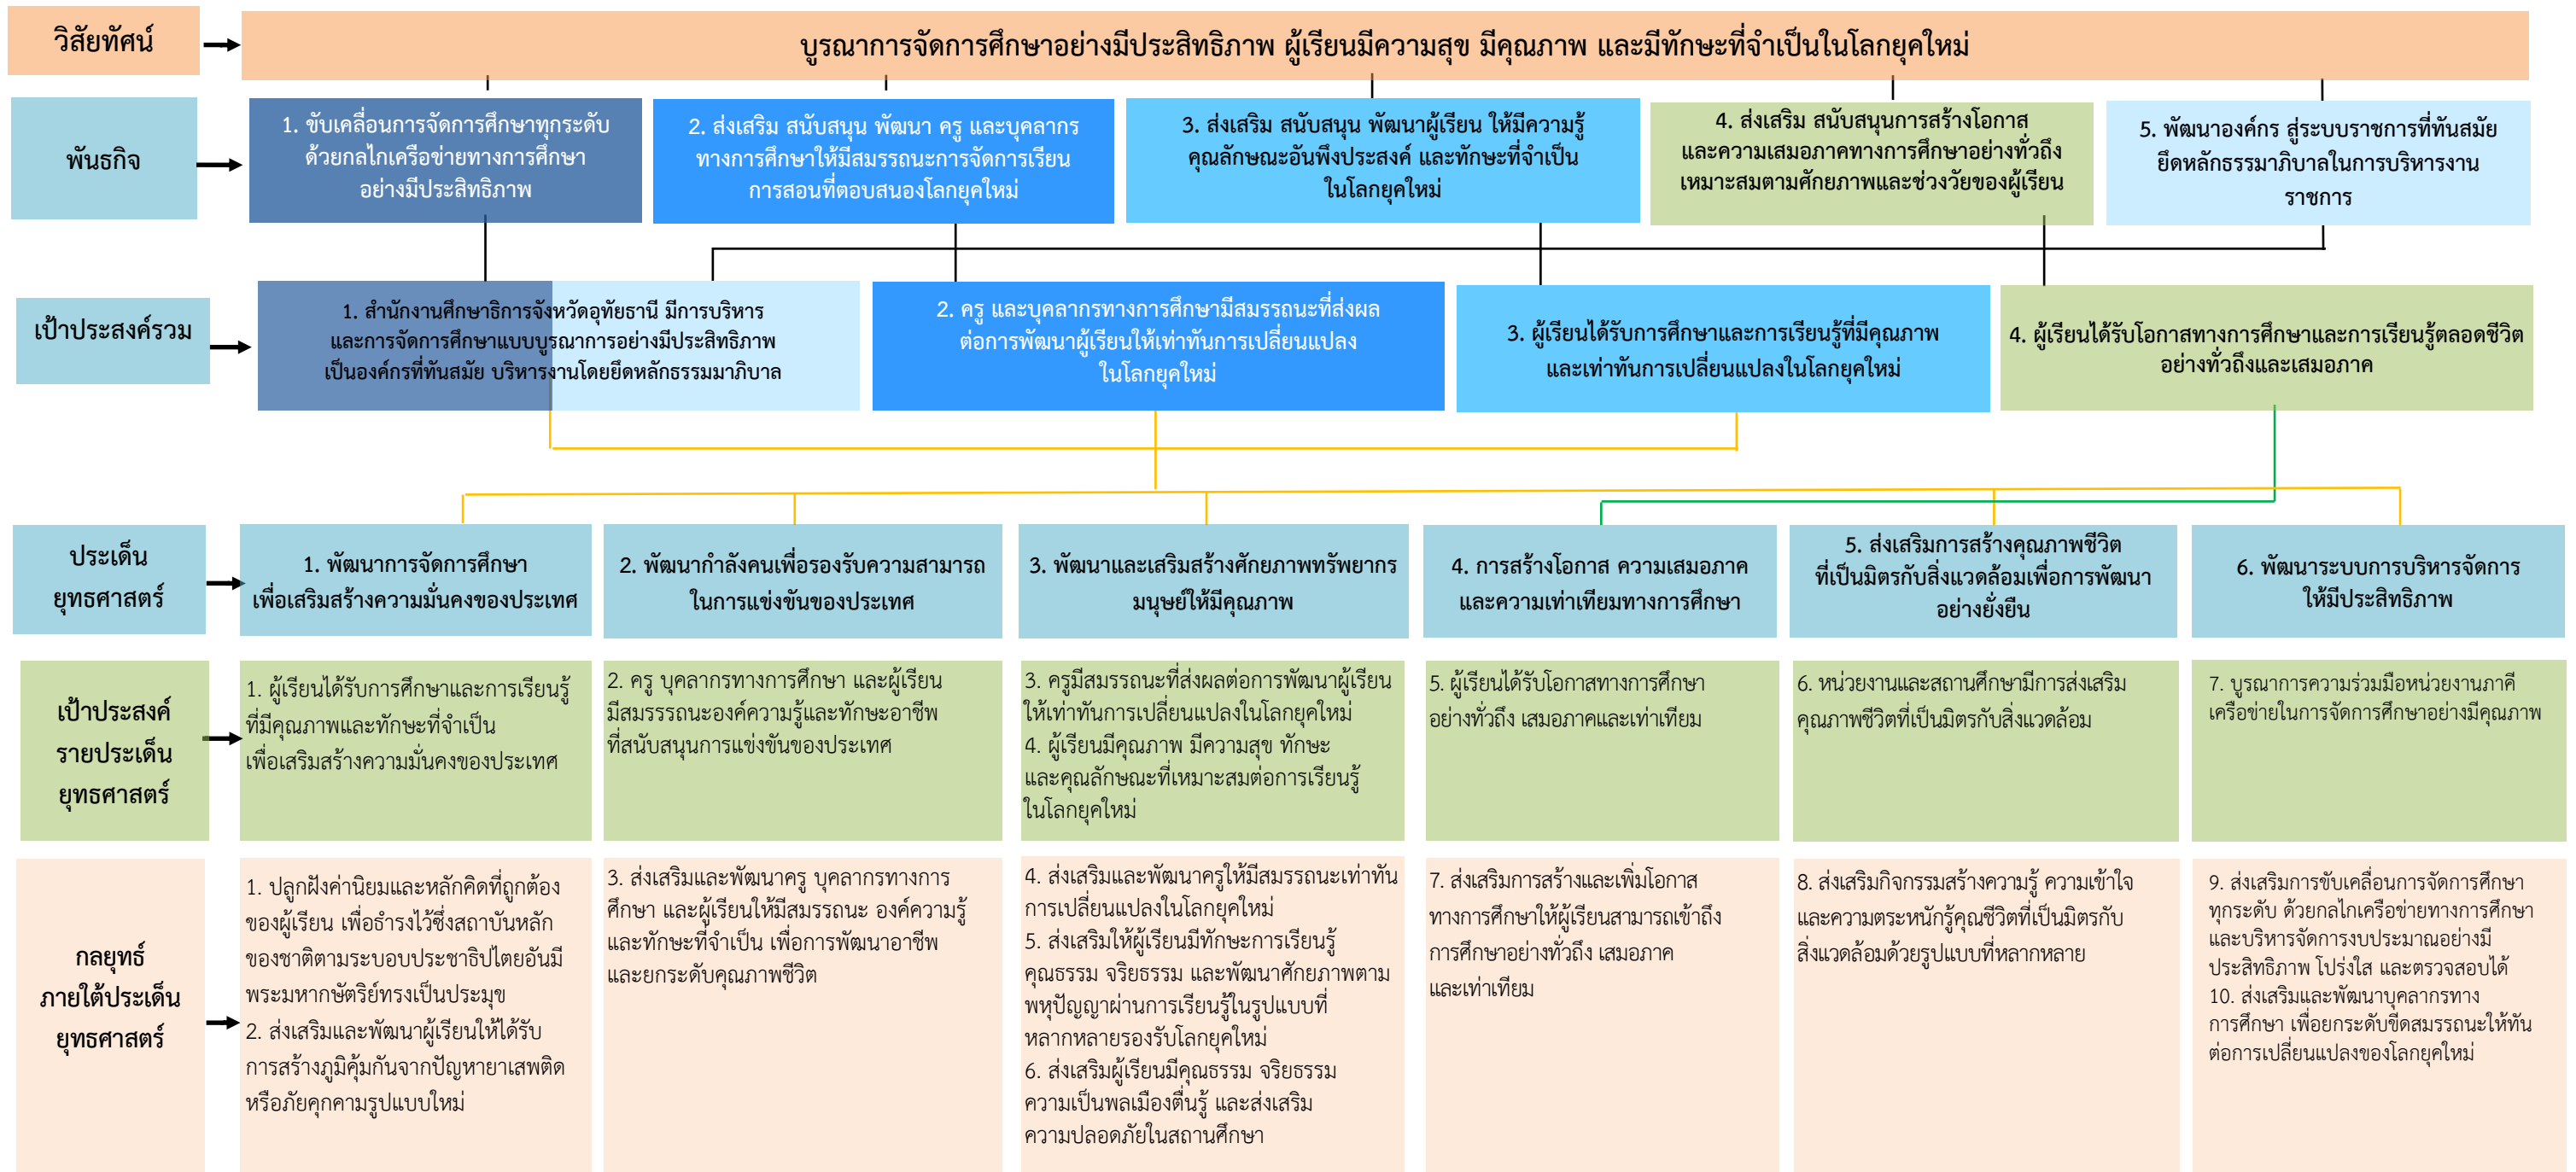 วิสัยทัศน์
บูรณาการจัดการศึกษาอย่างมีประสิทธิภาพ ผู้เรียนมีความสุข มีคุณภาพ และมีทักษะที่จำเป็นในโลกยุคใหม่
พันธกิจ
1. ขับเคลื่อนการจัดการศึกษาทุกระดับ
ด้วยกลไกเครือข่ายทางการศึกษา
อย่างมีประสิทธิภาพ
2. ส่งเสริม สนับสนุน พัฒนา ครู และบุคลากร
ทางการศึกษาให้มีสมรรถนะการจัดการเรียน
การสอนที่ตอบสนองโลกยุคใหม่
3. ส่งเสริม สนับสนุน พัฒนาผู้เรียน ให้มีความรู้
คุณลักษณะอันพึงประสงค์ และทักษะที่จำเป็น
ในโลกยุคใหม่
4. ส่งเสริม สนับสนุนการสร้างโอกาส
และความเสมอภาคทางการศึกษาอย่างทั่วถึง
เหมาะสมตามศักยภาพและช่วงวัยของผู้เรียน
5. พัฒนาองค์กร สู่ระบบราชการที่ทันสมัย
ยึดหลักธรรมาภิบาลในการบริหารงาน
ราชการ
เป้าประสงค์รวม
1. สำนักงานศึกษาธิการจังหวัดอุทัยธานี มีการบริหาร
และการจัดการศึกษาแบบบูรณาการอย่างมีประสิทธิภาพ
เป็นองค์กรที่ทันสมัย บริหารงานโดยยึดหลักธรรมมาภิบาล
2. ครู และบุคลากรทางการศึกษามีสมรรถนะที่ส่งผล
ต่อการพัฒนาผู้เรียนให้เท่าทันการเปลี่ยนแปลง
ในโลกยุคใหม่
3. ผู้เรียนได้รับการศึกษาและการเรียนรู้ที่มีคุณภาพ
และเท่าทันการเปลี่ยนแปลงในโลกยุคใหม่
4. ผู้เรียนได้รับโอกาสทางการศึกษาและการเรียนรู้ตลอดชีวิต
อย่างทั่วถึงและเสมอภาค
ประเด็น
ยุทธศาสตร์
1. พัฒนาการจัดการศึกษา
เพื่อเสริมสร้างความมั่นคงของประเทศ
2. พัฒนากำลังคนเพื่อรองรับความสามารถ
ในการแข่งขันของประเทศ
3. พัฒนาและเสริมสร้างศักยภาพทรัพยากร
มนุษย์ให้มีคุณภาพ
4. การสร้างโอกาส ความเสมอภาค
และความเท่าเทียมทางการศึกษา
5. ส่งเสริมการสร้างคุณภาพชีวิต
ที่เป็นมิตรกับสิ่งแวดล้อมเพื่อการพัฒนา
อย่างยั่งยืน
6. พัฒนาระบบการบริหารจัดการ
ให้มีประสิทธิภาพ
เป้าประสงค์
รายประเด็น
ยุทธศาสตร์
1. ผู้เรียนได้รับการศึกษาและการเรียนรู้
ที่มีคุณภาพและทักษะที่จำเป็น
เพื่อเสริมสร้างความมั่นคงของประเทศ
2. ครู บุคลากรทางการศึกษา และผู้เรียน
มีสมรรรถนะองค์ความรู้และทักษะอาชีพ
ที่สนับสนุนการแข่งขันของประเทศ
3. ครูมีสมรรถนะที่ส่งผลต่อการพัฒนาผู้เรียน
ให้เท่าทันการเปลี่ยนแปลงในโลกยุคใหม่
4. ผู้เรียนมีคุณภาพ มีความสุข ทักษะ
และคุณลักษณะที่เหมาะสมต่อการเรียนรู้
ในโลกยุคใหม่
5. ผู้เรียนได้รับโอกาสทางการศึกษา
อย่างทั่วถึง เสมอภาคและเท่าเทียม
6. หน่วยงานและสถานศึกษามีการส่งเสริม
คุณภาพชีวิตที่เป็นมิตรกับสิ่งแวดล้อม
7. บูรณาการความร่วมมือหน่วยงานภาคี
เครือข่ายในการจัดการศึกษาอย่างมีคุณภาพ
กลยุทธ์
ภายใต้ประเด็น
ยุทธศาสตร์
1. ปลูกฝังค่านิยมและหลักคิดที่ถูกต้อง
ของผู้เรียน เพื่อธำรงไว้ซึ่งสถาบันหลัก
ของชาติตามระบอบประชาธิปไตยอันมี
พระมหากษัตริย์ทรงเป็นประมุข
2. ส่งเสริมและพัฒนาผู้เรียนให้ได้รับ
การสร้างภูมิคุ้มกันจากปัญหายาเสพติด
หรือภัยคุกคามรูปแบบใหม่
3. ส่งเสริมและพัฒนาครู บุคลากรทางการ
ศึกษา และผู้เรียนให้มีสมรรถนะ องค์ความรู้
และทักษะที่จำเป็น เพื่อการพัฒนาอาชีพ
และยกระดับคุณภาพชีวิต
4. ส่งเสริมและพัฒนาครูให้มีสมรรถนะเท่าทัน
การเปลี่ยนแปลงในโลกยุคใหม่
5. ส่งเสริมให้ผู้เรียนมีทักษะการเรียนรู้
คุณธรรม จริยธรรม และพัฒนาศักยภาพตาม
พหุปัญญาผ่านการเรียนรู้ในรูปแบบที่
หลากหลายรองรับโลกยุคใหม่
6. ส่งเสริมผู้เรียนมีคุณธรรม จริยธรรม
ความเป็นพลเมืองตื่นรู้ และส่งเสริม
ความปลอดภัยในสถานศึกษา
7. ส่งเสริมการสร้างและเพิ่มโอกาส
ทางการศึกษาให้ผู้เรียนสามารถเข้าถึง
การศึกษาอย่างทั่วถึง เสมอภาค
และเท่าเทียม
8. ส่งเสริมกิจกรรมสร้างความรู้ ความเข้าใจ
และความตระหนักรู้คุณชีวิตที่เป็นมิตรกับ
สิ่งแวดล้อมด้วยรูปแบบที่หลากหลาย
9. ส่งเสริมการขับเคลื่อนการจัดการศึกษา
ทุกระดับ ด้วยกลไกเครือข่ายทางการศึกษา
และบริหารจัดการงบประมาณอย่างมี
ประสิทธิภาพ โปร่งใส และตรวจสอบได้
10. ส่งเสริมและพัฒนาบุคลากรทาง
การศึกษา เพื่อยกระดับขีดสมรรถนะให้ทัน
ต่อการเปลี่ยนแปลงของโลกยุคใหม่